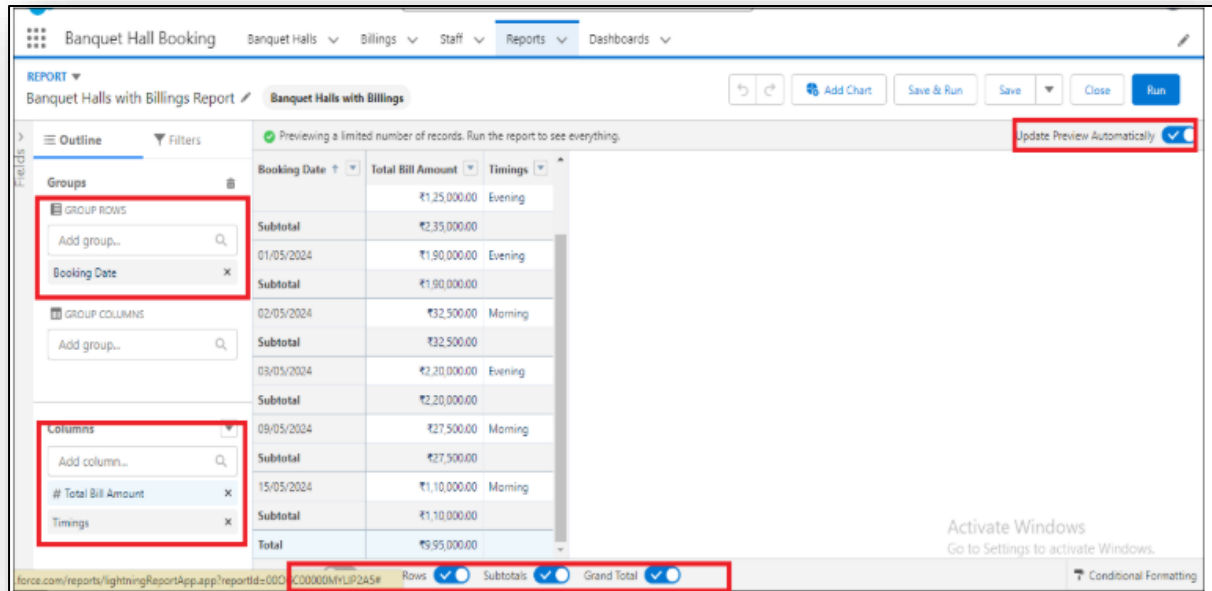 Banquet Hall Booking Banquet Halls Billings Staff Reports Dashboards
REPORT
Banquet Halls with Billings Report Banquet Halls with Billings Add Chart Save & Run Save Close Run
Fields
Outline Filters Previewing a limited number of records. Run the report to see everything. Update Preview Automatically
Groups
GROUP ROWS
Add group...
Booking Date
GROUP COLUMNS
Add group...
Columns
Add column...
# Total Bill Amount
Timings
Booking Date Total Bill Amount Timings
₹1,25,000.00 Evening
Subtotal ₹2,35,000.00
01/05/2024 ₹1,90,000.00 Evening
Subtotal ₹1,90,000.00
02/05/2024 ₹32,500.00 Morning
Subtotal ₹32,500.00
03/05/2024 ₹2,20,000.00 Evening
Subtotal ₹2,20,000.00
09/05/2024 ₹27,500.00 Morning
Subtotal ₹27,500.00
15/05/2024 ₹1,10,000.00 Morning
Subtotal ₹1,10,000.00
Total ₹9,95,000.00
Activate Windows
Go to Settings to activate Windows.
Rows Subtotals Grand Total Conditional Formatting